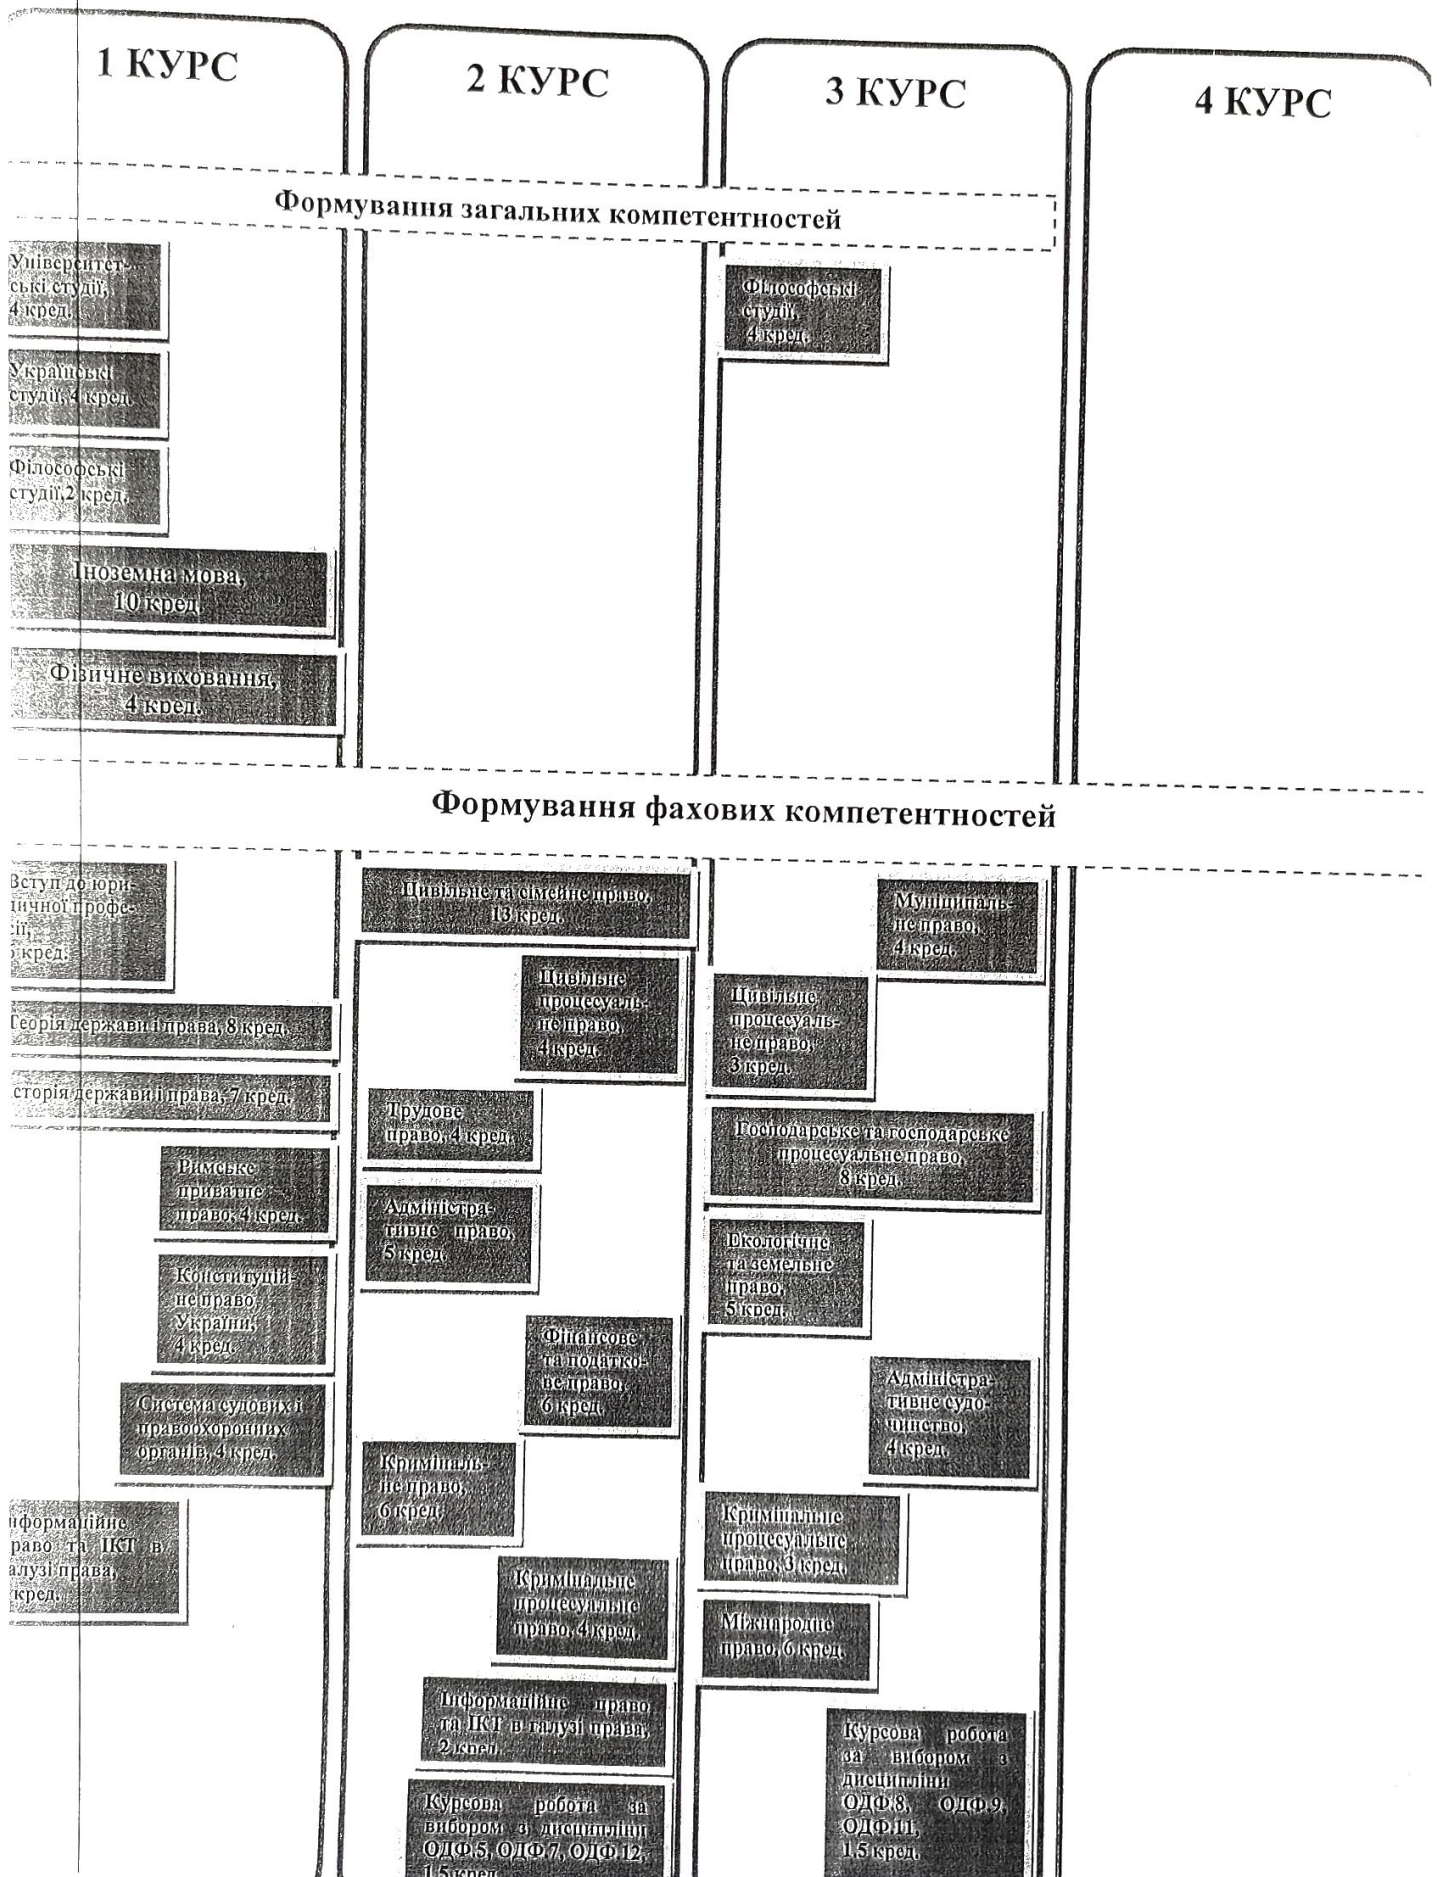 1 КУРС
2 КУРС
3 КУРС
4 КУРС
Формування загальних компетентностей
Університет-
ські студії,
4 кред.
Українські
студії, 4 кред.
Філософські
студії,2 кред.
Іноземна мова,
10 кред.
Фізичне виховання,
4 кред.
Філософські
студії,
4 кред.
Формування фахових компетентностей
Вступ до юри-
дичної профе-
сії,
кред.
Теорія держави і права, 8 кред.
сторія держави і права, 7 кред.
Римське
приватне
право, 4 кред.
Конституцій-
не право
України,
4 кред.
Система судових і
правоохоронних
органів, 4 кред.
нформаційне
раво та ІКТ в
алузі права,
кред.
Цивільне та сімейне право,
13 кред.
Цивільне
процесуаль-
не право,
4 кред.
Трудове
право, 4 кред.
Адміністра-
тивне право,
5 кред.
Фінансове
та податко-
ве право,
6 кред.
Криміналь-
не право,
6 кред.
Кримінальне
процесуальне
право, 4 кред.
Інформаційне право
та ІКТ в галузі права,
2 кред.
Курсова робота за
вибором з дисципліни
ОДФ.5, ОДФ.7, ОДФ.12,
1,5 кред.
Муніципаль-
не право,
4 кред.
Цивільне
процесуаль-
не право,
3 кред.
Господарське та господарське
процесуальне право,
8 кред.
Екологічне
та земельне
право,
5 кред.
Адміністра-
тивне судо-
чинство,
4 кред.
Кримінальне
процесуальне
право, 3 кред.
Міжнародне
право, 6 кред.
Курсова робота
за вибором з
дисципліни
ОДФ.8, ОДФ.9,
ОДФ.11,
1,5 кред.